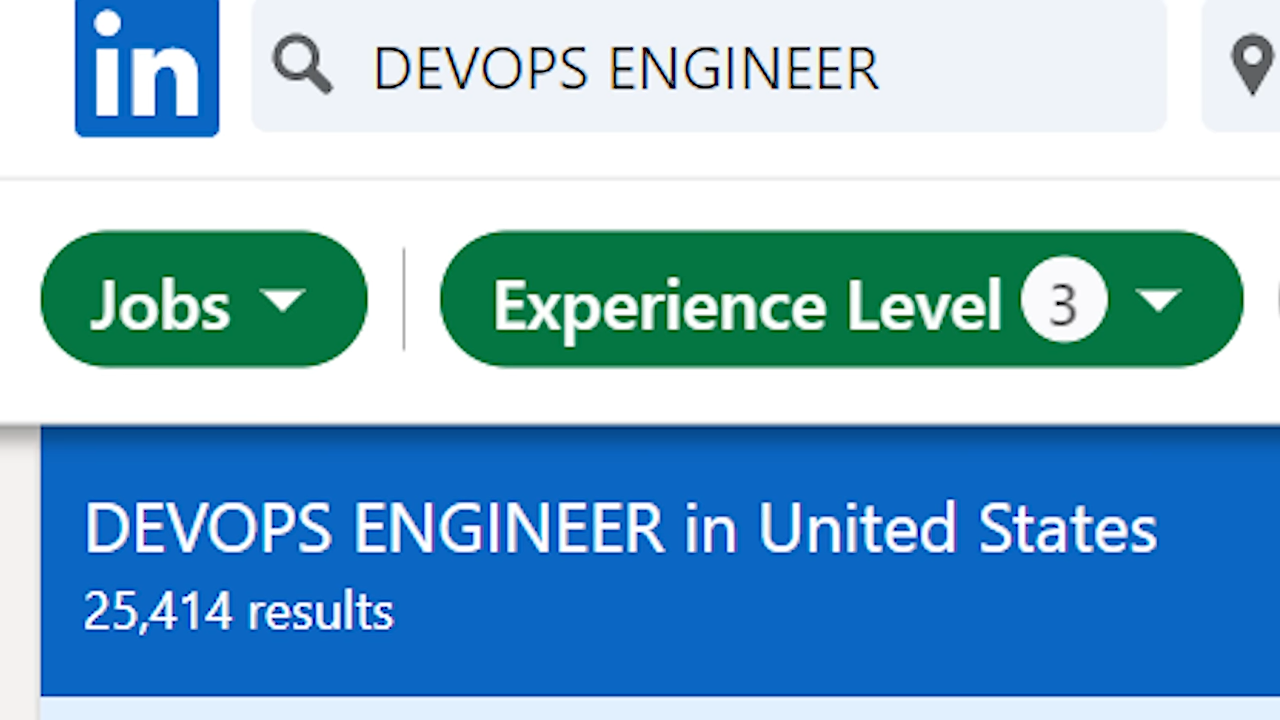 in
DEVOPS ENGINEER
Jobs
Experience Level 3
DEVOPS ENGINEER in United States
25,414 results